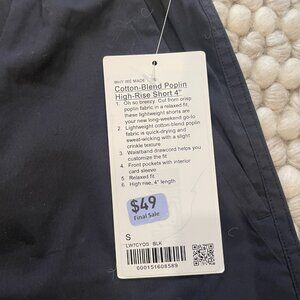 WHY WE MADE
Cotton-Blend Poplin
High-Rise Short 4"
1. Oh so breezy. Cut from crisp
poplin fabric in a relaxed fit,
these lightweight shorts are
your new long-weekend go-to
2. Lightweight cotton-blend poplin
fabric is quick-drying and
sweat-wicking with a slight
crinkle texture
3. Waistband drawcord helps you
customize the fit
4. Front pockets with interior
card sleeve
5. Relaxed fit
6. High rise, 4" length
$49
Final Sale
S
LW7CYQS BLK
000151608589